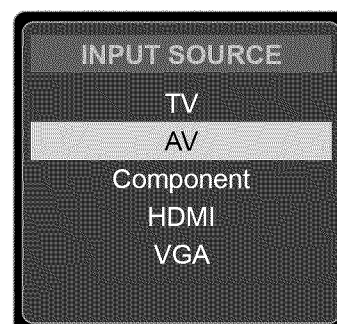 INPUT SOURCE
TV
AV
Component
HDMI
VGA